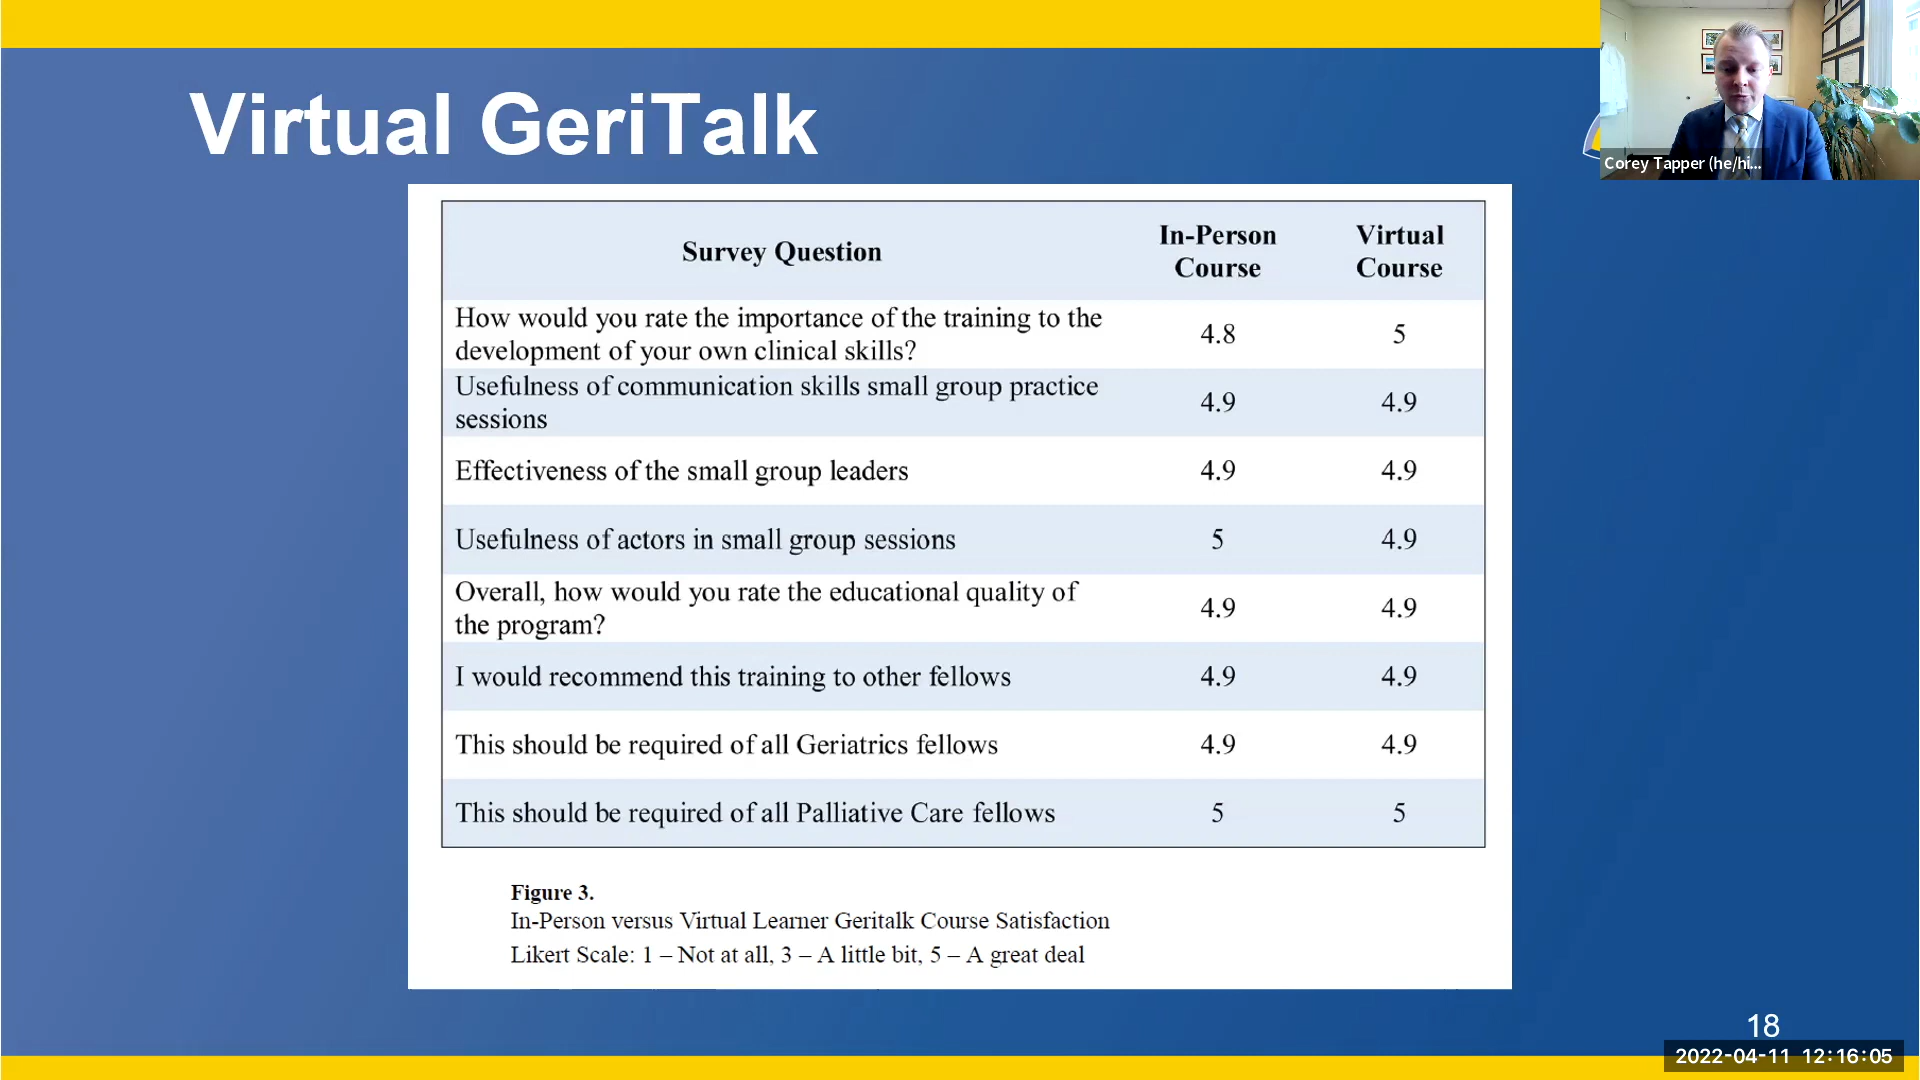 Virtual GeriTalk
Corey Tapper (he/hi...
Survey Question
In-Person
Course
Virtual
Course
How would you rate the importance of the training to the
development of your own clinical skills?
4.8
5
Usefulness of communication skills small group practice
sessions
4.9
4.9
Effectiveness of the small group leaders
4.9
4.9
Usefulness of actors in small group sessions
5
4.9
Overall, how would you rate the educational quality of
the program?
4.9
4.9
I would recommend this training to other fellows
4.9
4.9
This should be required of all Geriatrics fellows
4.9
4.9
This should be required of all Palliative Care fellows
5
5
Figure 3.
In-Person versus Virtual Learner Geritalk Course Satisfaction
Likert Scale: 1 – Not at all, 3 – A little bit, 5 – A great deal
18
2022-04-11 12:16:05